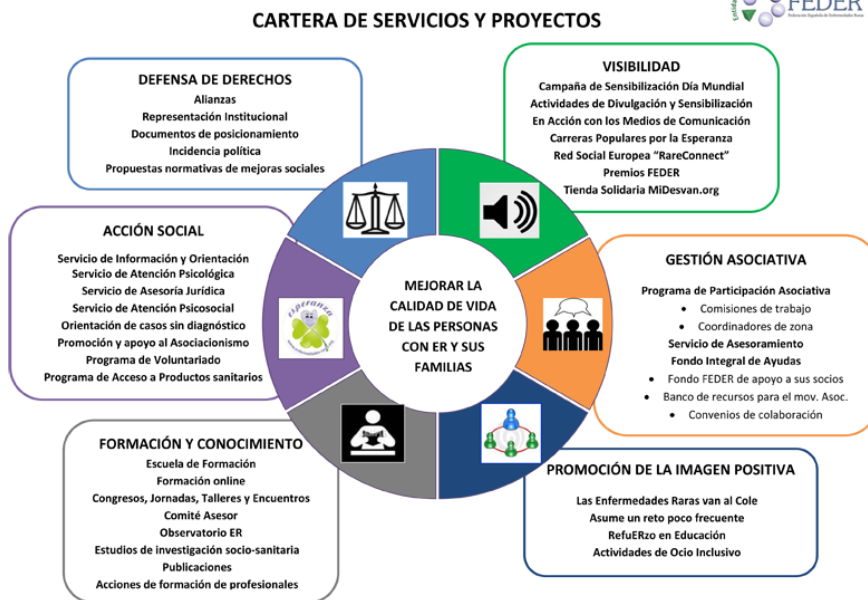 CARTERA DE SERVICIOS Y PROYECTOS
FEDER
Federación Española de Enfermedades Raras
DEFENSA DE DERECHOS
Alianzas
Representación Institucional
Documentos de posicionamiento
Incidencia política
Propuestas normativas de mejoras sociales
VISIBILIDAD
Campaña de Sensibilización Día Mundial
Actividades de Divulgación y Sensibilización
En Acción con los Medios de Comunicación
Carreras Populares por la Esperanza
Red Social Europea “RareConnect”
Premios FEDER
Tienda Solidaria MiDesvan.org
ACCIÓN SOCIAL
Servicio de Información y Orientación
Servicio de Atención Psicológica
Servicio de Asesoría Jurídica
Servicio de Atención Psicosocial
Orientación de casos sin diagnóstico
Promoción y apoyo al Asociacionismo
Programa de Voluntariado
Programa de Acceso a Productos sanitarios
esperanza
MEJORAR LA
CALIDAD DE VIDA
DE LAS PERSONAS
CON ER Y SUS
FAMILIAS
GESTIÓN ASOCIATIVA
Programa de Participación Asociativa
• Comisiones de trabajo
• Coordinadores de zona
Servicio de Asesoramiento
Fondo Integral de Ayudas
• Fondo FEDER de apoyo a sus socios
• Banco de recursos para el mov. Asoc.
• Convenios de colaboración
FORMACIÓN Y CONOCIMIENTO
Escuela de Formación
Formación online
Congresos, Jornadas, Talleres y Encuentros
Comité Asesor
Observatorio ER
Estudios de investigación socio-sanitaria
Publicaciones
Acciones de formación de profesionales
PROMOCIÓN DE LA IMAGEN POSITIVA
Las Enfermedades Raras van al Cole
Asume un reto poco frecuente
RefuERzo en Educación
Actividades de Ocio Inclusivo